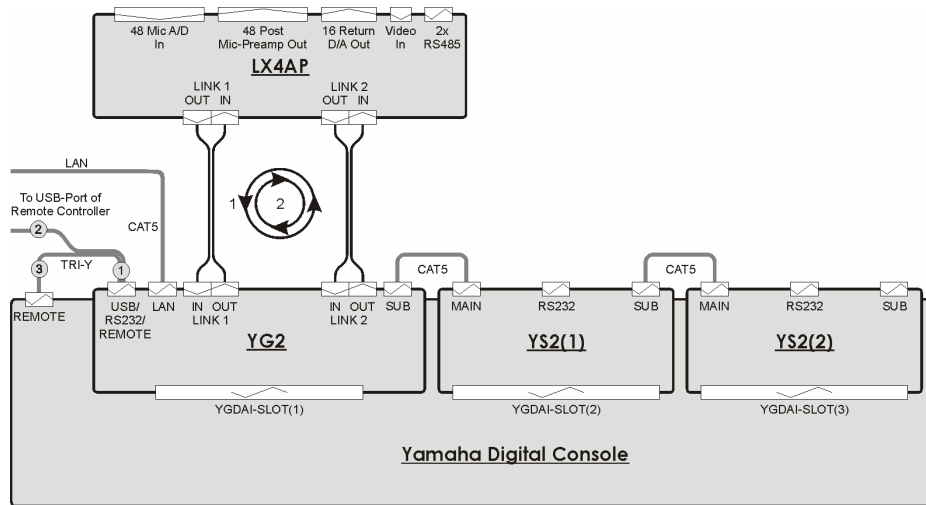 48 Mic A/D
In
48 Post
Mic-Preamp Out
16 Return
D/A Out
Video
In
2x
RS485
LX4AP
LINK 1
OUT IN
LINK 2
OUT IN
LAN
To USB-Port of
Remote Controller
2
CAT5
1
2
3
TRI-Y
1
CAT5
CAT5
REMOTE
USB/
RS232/
REMOTE
LAN
IN OUT
LINK 1
IN OUT
LINK 2
SUB
MAIN
RS232
SUB
MAIN
RS232
SUB
YG2
YS2(1)
YS2(2)
YGDAI-SLOT(1)
YGDAI-SLOT(2)
YGDAI-SLOT(3)
Yamaha Digital Console